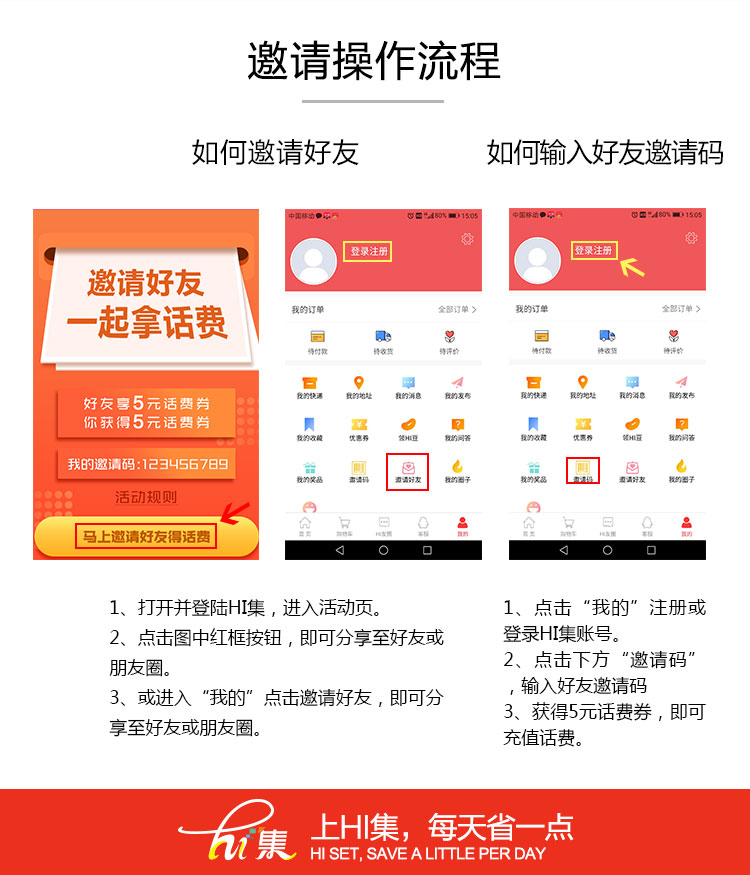 邀请操作流程
如何邀请好友
如何输入好友邀请码
邀请好友
一起拿话费
好友享5元话费券
你获得5元话费券
我的邀请码:123456789
活动规则
马上邀请好友得话费
中国移动 80% 15:05
登录注册
我的订单 全部订单 >
待付款 待收货 待评价
我的快递 我的地址 我的消息 我的发布
我的收藏 优惠券 领HI豆 我的问答
我的奖品 邀请码 邀请好友 我的圈子
首页 购物车 HI友圈 客服 我的
中国移动 80% 15:05
登录注册
我的订单 全部订单 >
待付款 待收货 待评价
我的快递 我的地址 我的消息 我的发布
我的收藏 优惠券 领HI豆 我的问答
我的奖品 邀请码 邀请好友 我的圈子
首页 购物车 HI友圈 客服 我的
1、打开并登陆HI集，进入活动页。
2、点击图中红框按钮，即可分享至好友或
朋友圈。
3、或进入“我的”点击邀请好友，即可分
享至好友或朋友圈。
1、点击“我的”注册或
登录HI集账号。
2、点击下方“邀请码”
，输入好友邀请码
3、获得5元话费券，即可
充值话费。
hi集
上HI集，每天省一点
HI SET, SAVE A LITTLE PER DAY